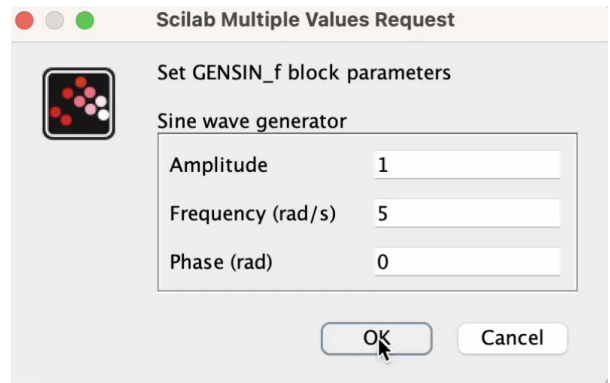 Scilab Multiple Values Request
Set GENSIN_f block parameters
Sine wave generator
Amplitude 1
Frequency (rad/s) 5
Phase (rad) 0
OK Cancel